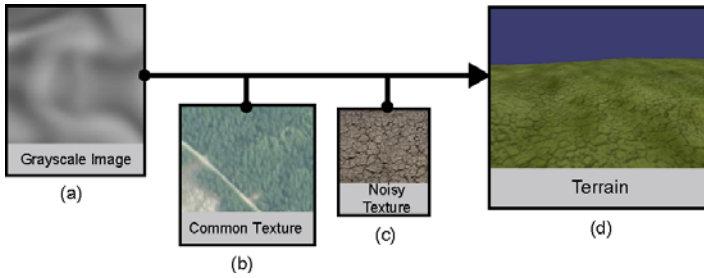 Grayscale Image
(a)
Common Texture
(b)
Noisy
Texture
(c)
Terrain
(d)